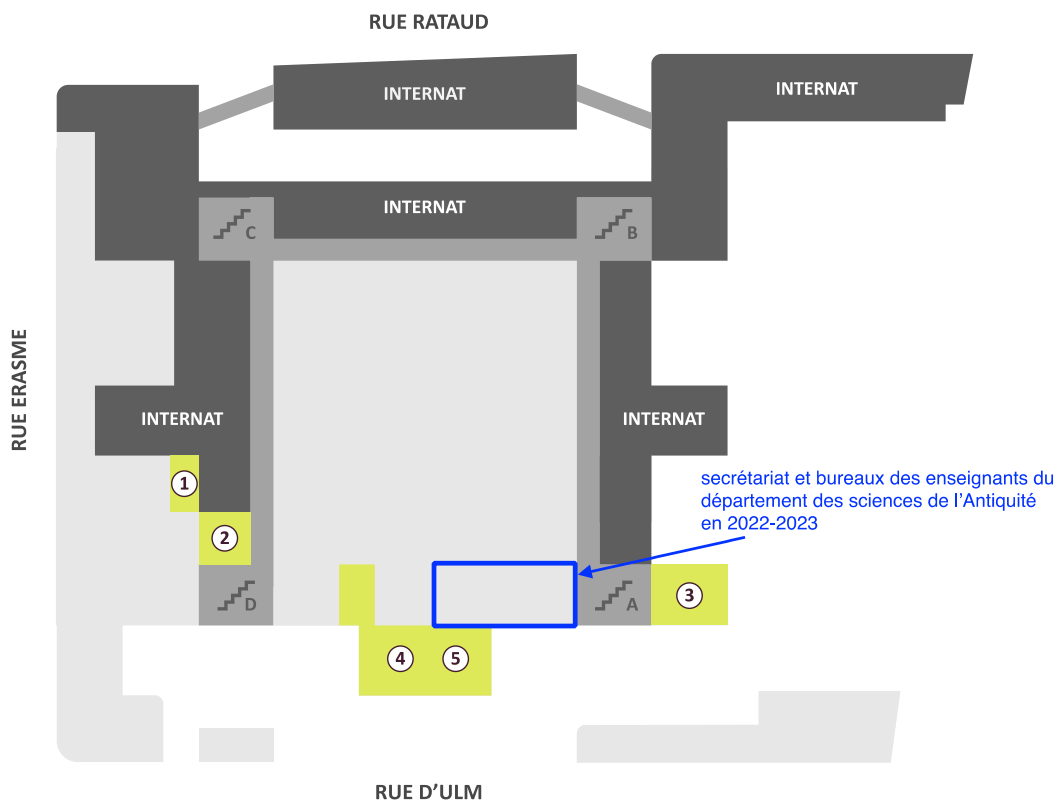 RUE RATAUD
INTERNAT
INTERNAT
INTERNAT
C
B
RUE ERASME
INTERNAT
INTERNAT
1
secrétariat et bureaux des enseignants du
département des sciences de l'Antiquité
en 2022-2023
2
D
A
3
4
5
RUE D'ULM